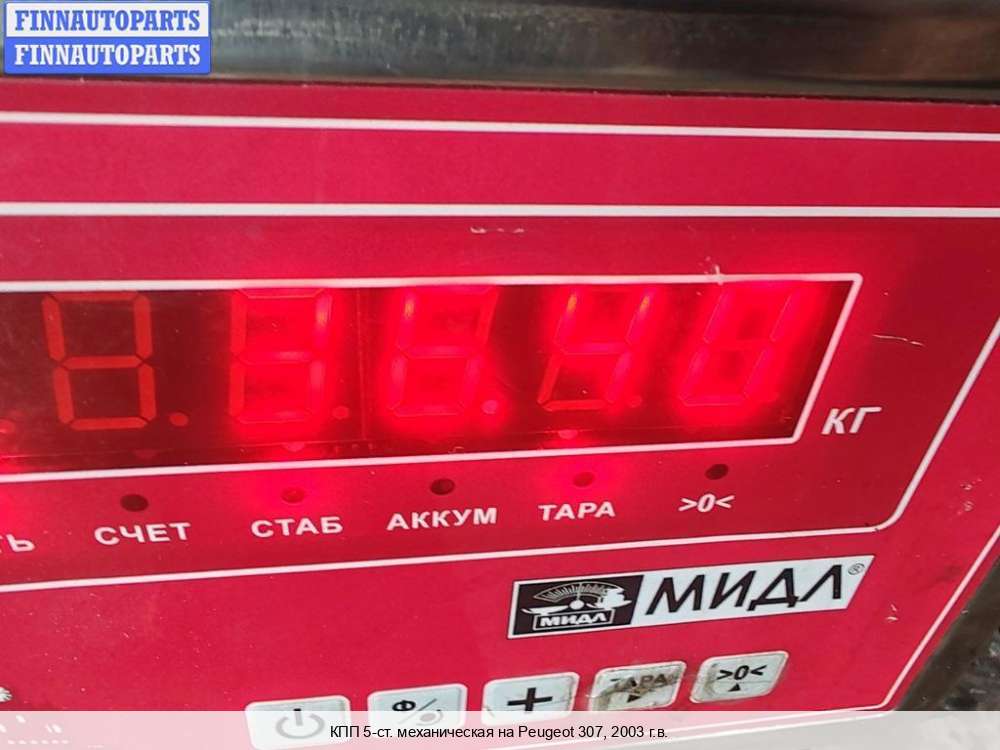 FINNAUTOPARTS
FINNAUTOPARTS
КГ
ТЬ
СЧЕТ
СТАБ
АККУМ
ТАРА
>0<
МИДЛ
МИДЛ®
+
ТАРА
>0<
КПП 5-ст. механическая на Peugeot 307, 2003 г.в.